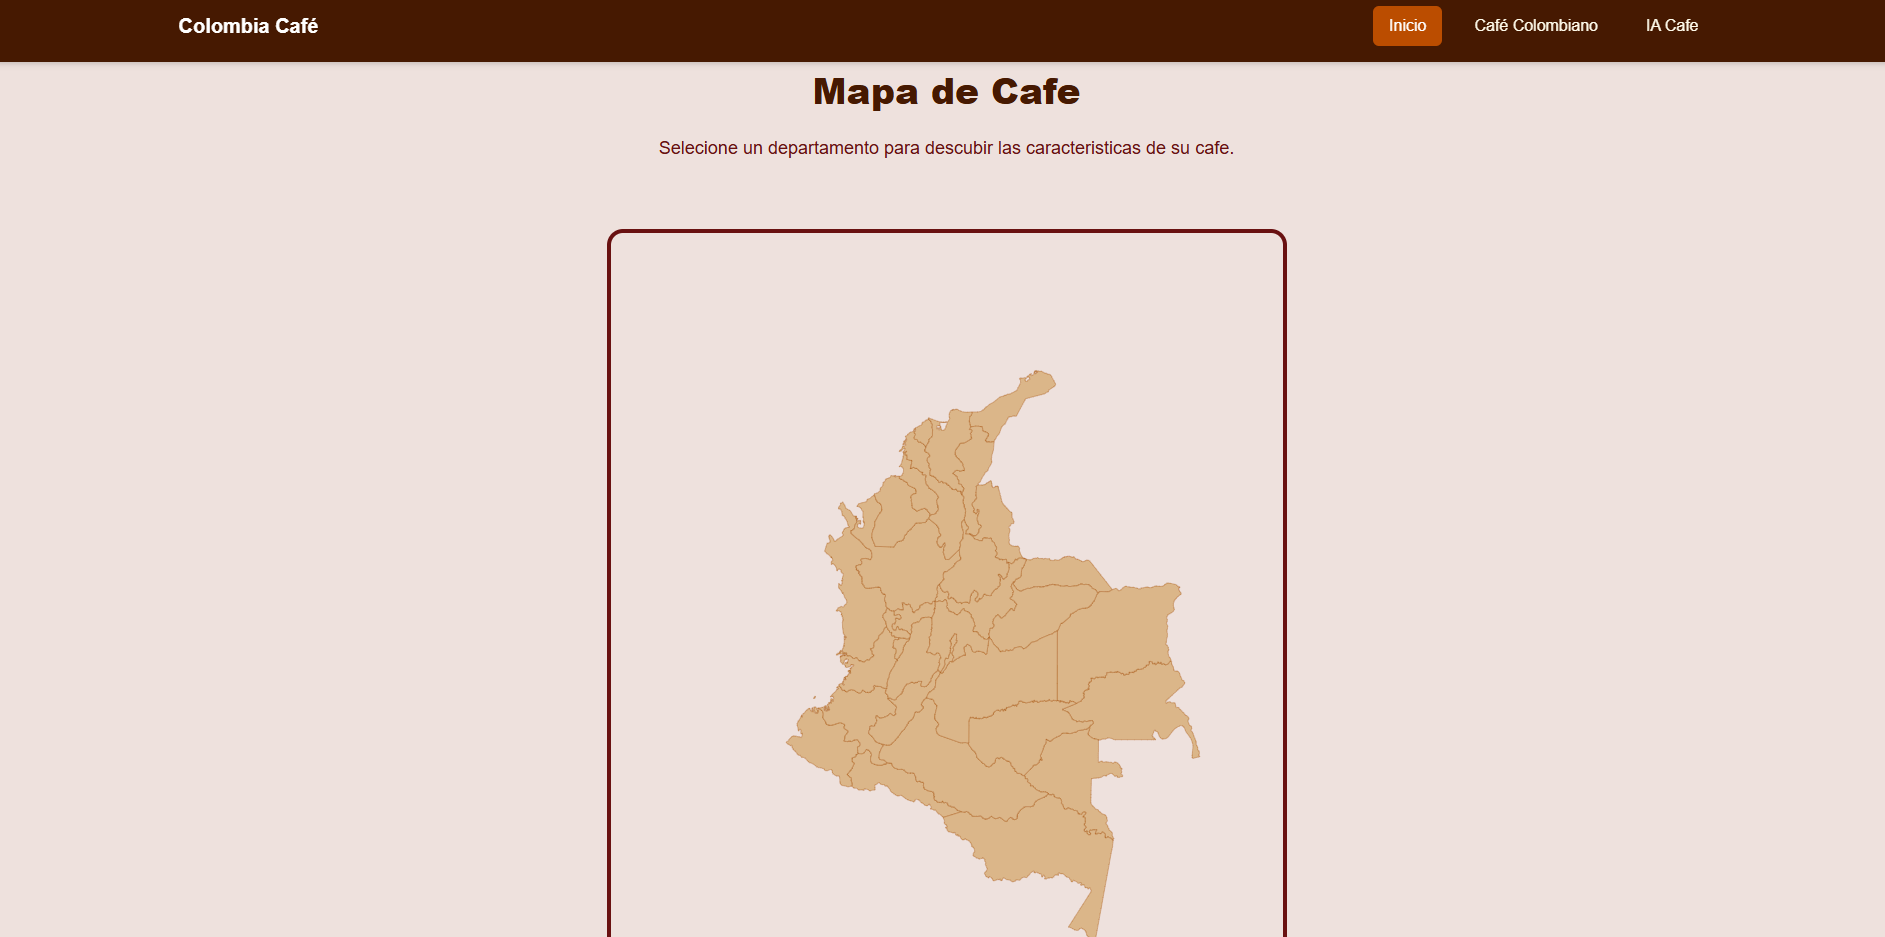 Colombia Café
Inicio
Café Colombiano
IA Cafe
Mapa de Cafe
Selecione un departamento para descubir las caracteristicas de su cafe.